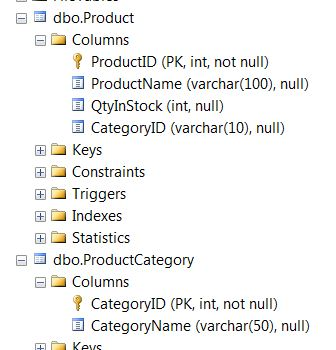 dbo.Product
Columns
ProductID (PK, int, not null)
ProductName (varchar(100), null)
QtyInStock (int, null)
CategoryID (varchar(10), null)
Keys
Constraints
Triggers
Indexes
Statistics
dbo.ProductCategory
Columns
CategoryID (PK, int, not null)
CategoryName (varchar(50), null)
Keys